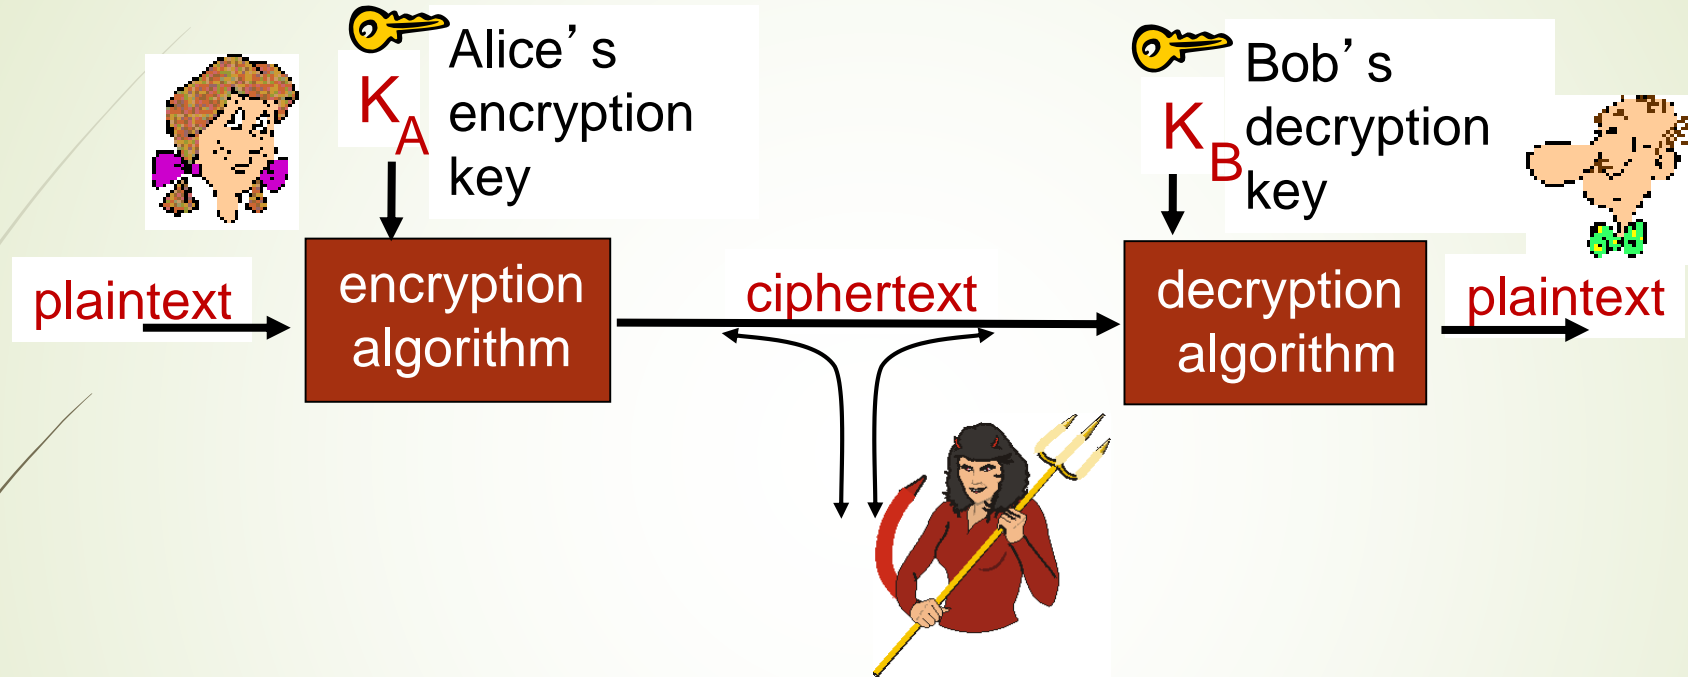 Alice’s
encryption
key
K
A
Bob’s
decryption
key
K
B
plaintext
encryption
algorithm
ciphertext
decryption
algorithm
plaintext